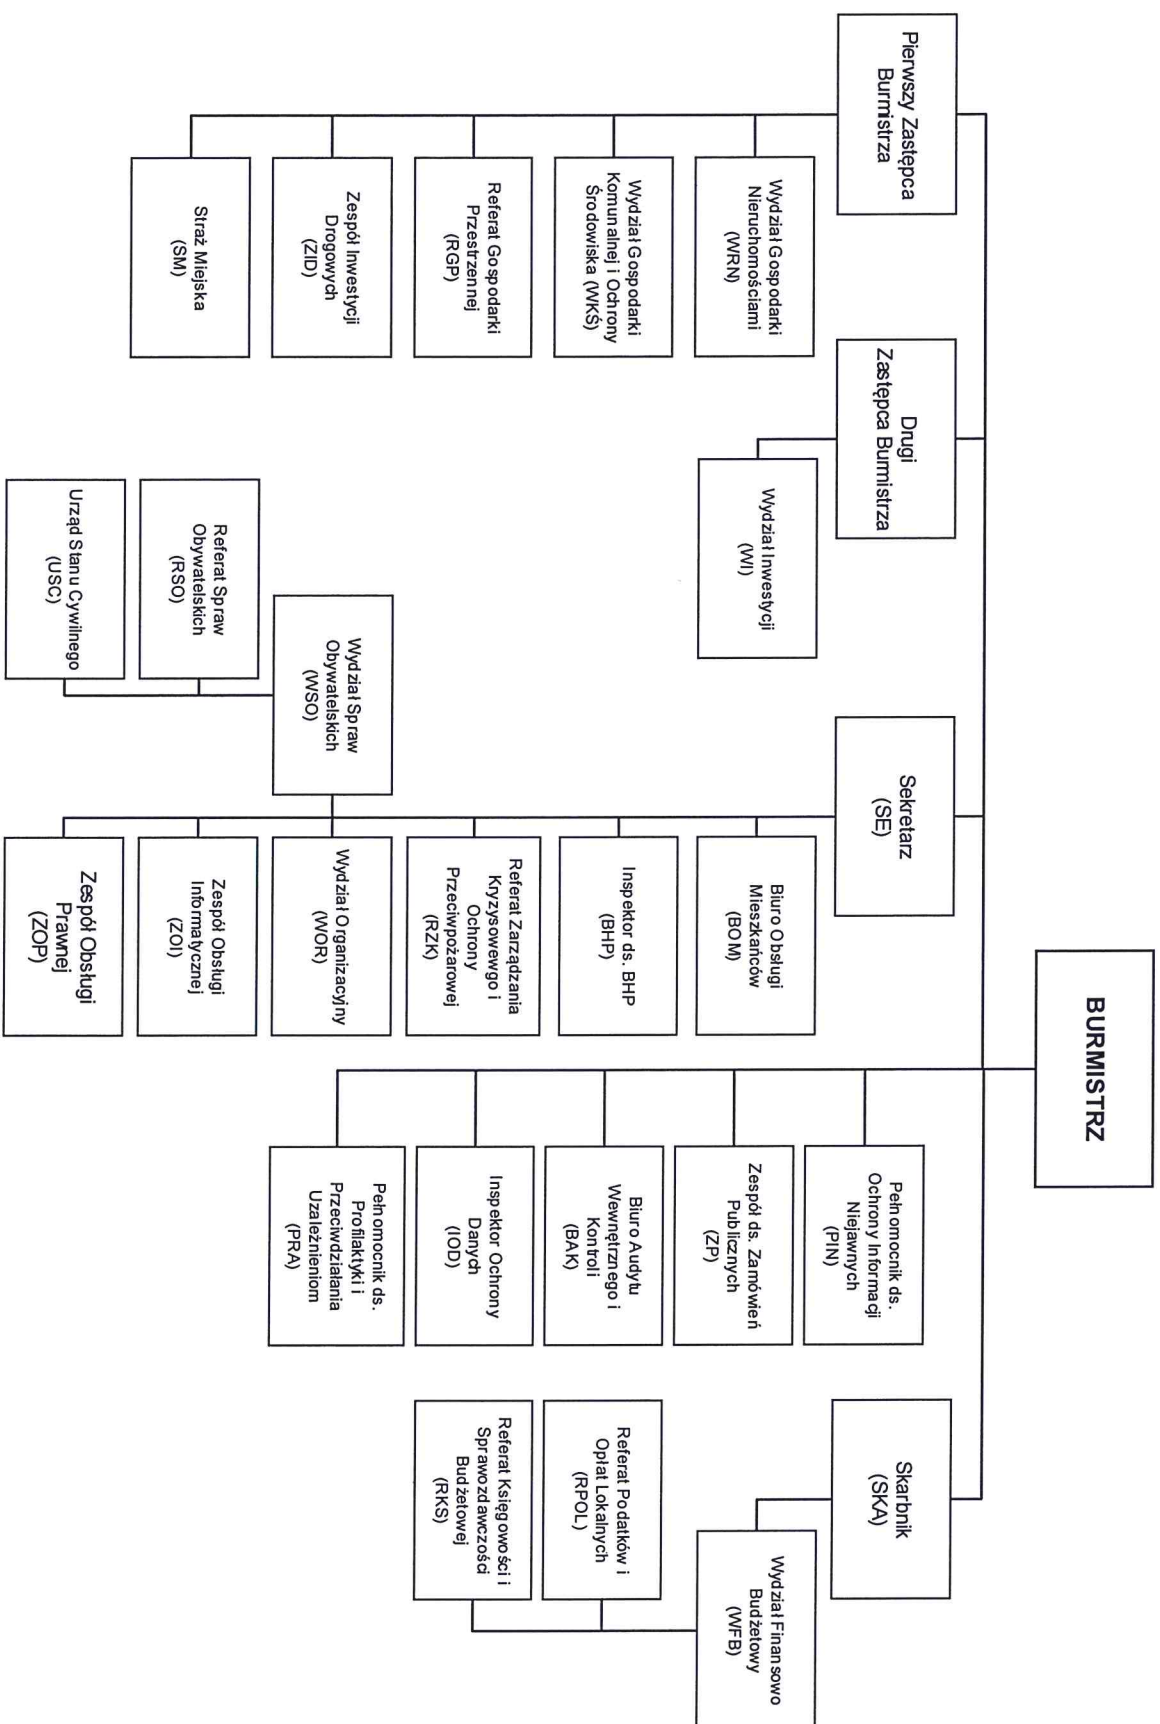 BURMISTRZ
Pierwszy Zastępca
Burmistrza
Wydział Gospodarki
Nieruchomościami
(WRN)
Wydział Gospodarki
Komunalnej i Ochrony
Środowiska (WKŚ)
Referat Gospodarki
Przestrzennej
(RGP)
Zespół Inwestycji
Drogowych
(ZID)
Straż Miejska
(SM)
Drugi
Zastępca Burmistrza
Wydział Inwestycji
(WI)
Sekretarz
(SE)
Biuro Obsługi
Mieszkańców
(BOM)
Inspektor ds. BHP
(BHP)
Referat Zarządzania
Kryzysowewgo i
Ochrony
Przeciwpożarowej
(RZK)
Wydział Organizacyjny
(WOR)
Zespół Obsługi
Informatycznej
(ZOI)
Zespół Obsługi
Prawnej
(ZOP)
Wydział Spraw
Obywatelskich
(WSO)
Referat Spraw
Obywatelskich
(RSO)
Urząd Stanu Cywilnego
(USC)
Pełnomocnik ds.
Ochrony Informacji
Niejawnych
(PIN)
Zespół ds. Zamówień
Publicznych
(ZP)
Biuro Audytu
Wewnętrznego i
Kontroli
(BAK)
Inspektor Ochrony
Danych
(IOD)
Pełnomocnik ds.
Profilaktyki i
Przeciwdziałania
Uzależnieniom
(PRA)
Skarbnik
(SKA)
Wydział Finansowo
Budżetowy
(WFB)
Referat Podatków i
Opłat Lokalnych
(RPOL)
Referat Księgowości i
Sprawozdawczości
Budżetowej
(RKS)